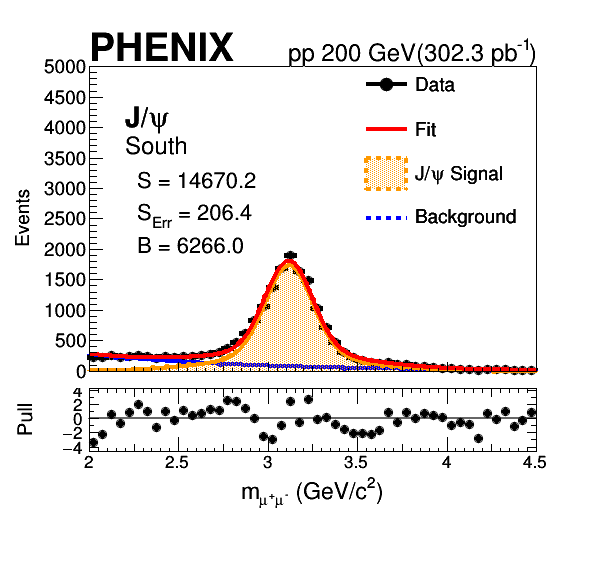 PHENIX pp 200 GeV(302.3 pb⁻¹)
5000
4500
4000
3500
3000
2500
2000
1500
1000
500
0
Events
J/ψ
South
S = 14670.2
S_Err = 206.4
B = 6266.0
Data
Fit
J/ψ Signal
Background
4
2
0
−2
−4
Pull
2 2.5 3 3.5 4 4.5
m_μ⁺μ⁻ (GeV/c²)